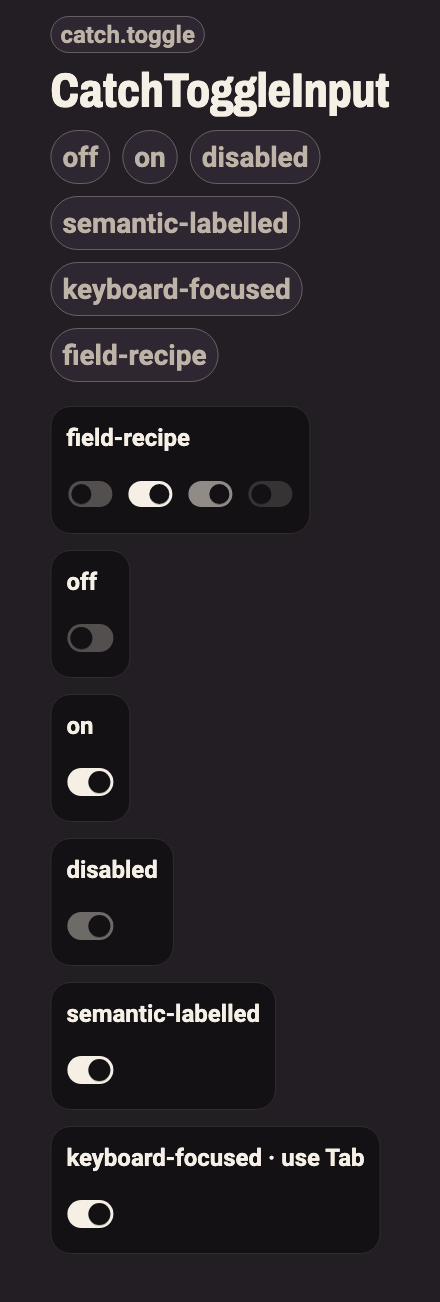 catch.toggle
CatchToggleInput
off on disabled
semantic-labelled
keyboard-focused
field-recipe
field-recipe
off
on
disabled
semantic-labelled
keyboard-focused · use Tab